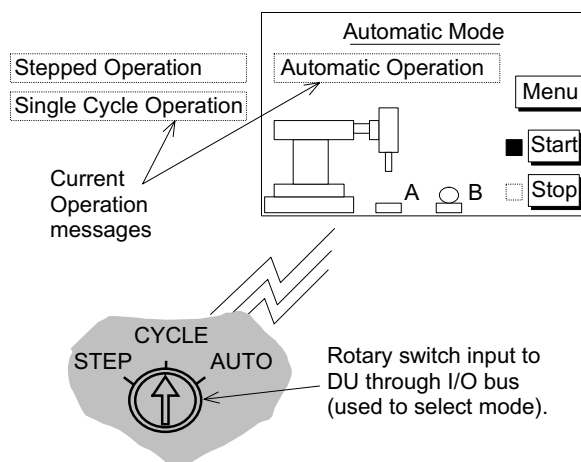 Automatic Mode
Stepped Operation
Automatic Operation
Single Cycle Operation
Menu
Start
Current
Operation
messages
A
B
Stop
CYCLE
STEP
AUTO
Rotary switch input to
DU through I/O bus
(used to select mode).